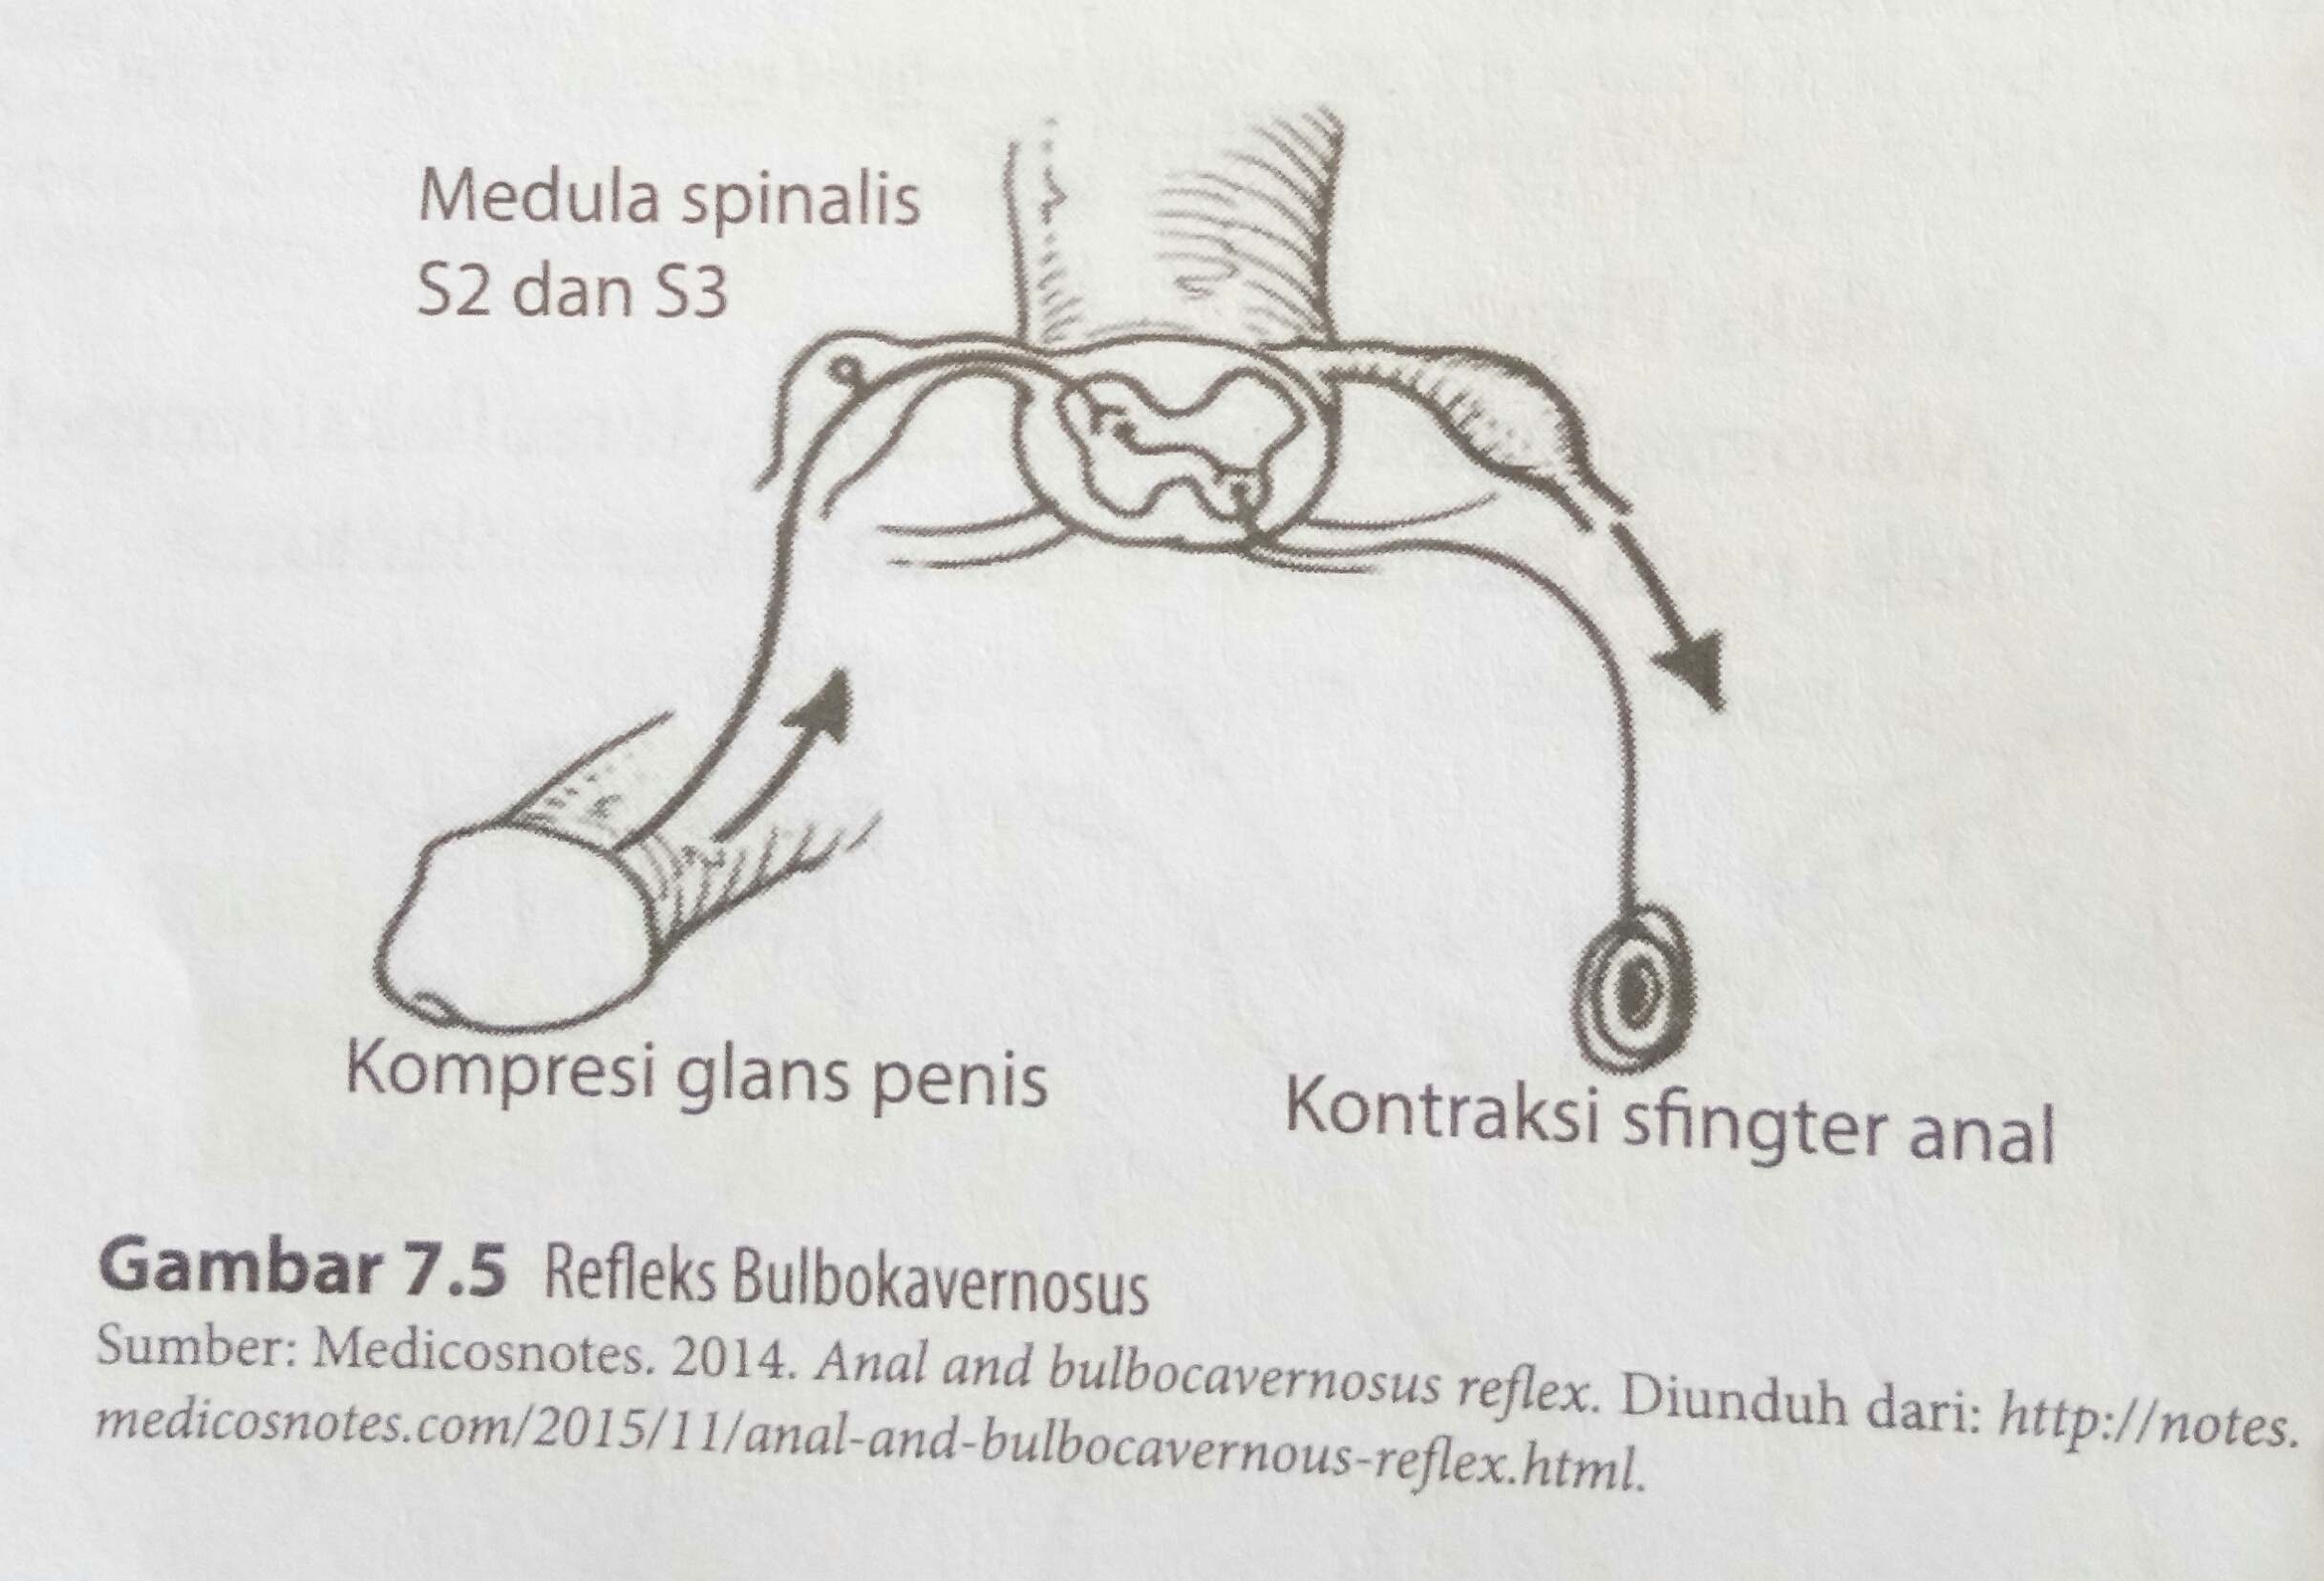 Medula spinalis
S2 dan S3
Kompresi glans penis
Kontraksi sfingter anal
Gambar 7.5 Refleks Bulbokavernosus
Sumber: Medicosnotes. 2014. Anal and bulbocavernosus reflex. Diunduh dari: http://notes.
medicosnotes.com/2015/11/anal-and-bulbocavernous-reflex.html.